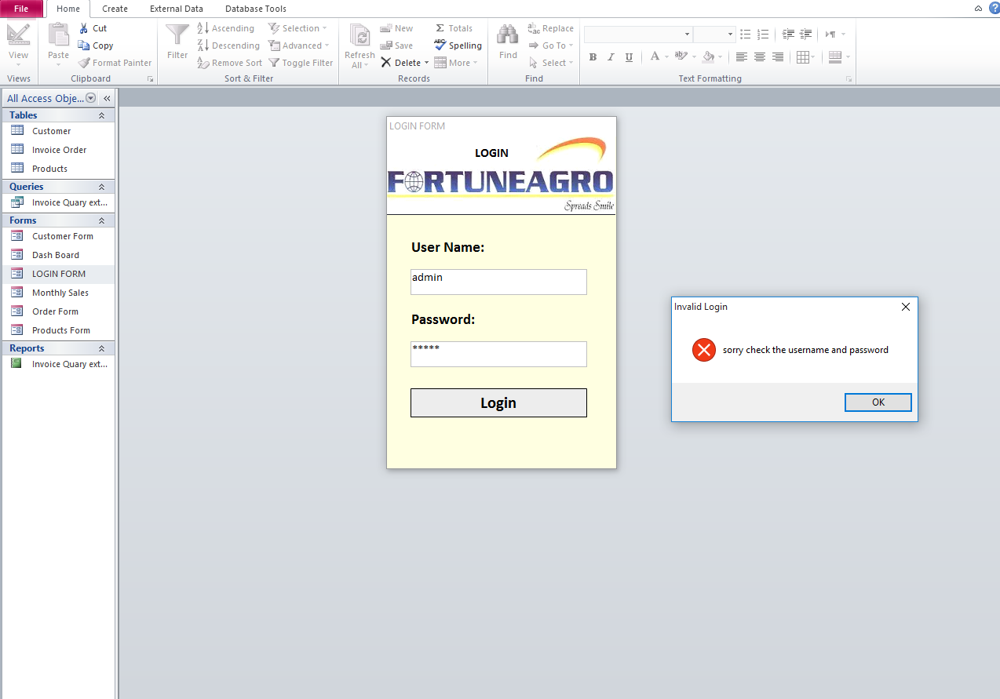 File Home Create External Data Database Tools
View
Views
Paste
Cut
Copy
Format Painter
Clipboard
Filter
Ascending
Descending
Remove Sort
Selection
Advanced
Toggle Filter
Sort & Filter
Refresh
All
New
Save
Delete
Totals
Spelling
More
Records
Find
Replace
Go To
Select
Find
B I U A
Text Formatting
All Access Obje...
Tables
Customer
Invoice Order
Products
Queries
Invoice Quary ext...
Forms
Customer Form
Dash Board
LOGIN FORM
Monthly Sales
Order Form
Products Form
Reports
Invoice Quary ext...
LOGIN FORM
LOGIN
FORTUNEAGRO
Spreads Smile
User Name:
admin
Password:
*****
Login
Invalid Login
sorry check the username and password
OK